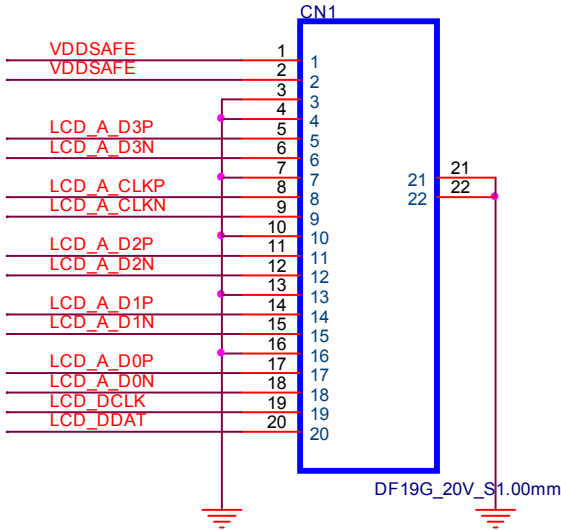 CN1
VDDSAFE 1 1
VDDSAFE 2 2
3 3
4 4
LCD_A_D3P 5 5
LCD_A_D3N 6 6
7 7 21 21
LCD_A_CLKP 8 8 22 22
LCD_A_CLKN 9 9
10 10
LCD_A_D2P 11 11
LCD_A_D2N 12 12
13 13
LCD_A_D1P 14 14
LCD_A_D1N 15 15
16 16
LCD_A_D0P 17 17
LCD_A_D0N 18 18
LCD_DCLK 19 19
LCD_DDAT 20 20
DF19G_20V_S1.00mm